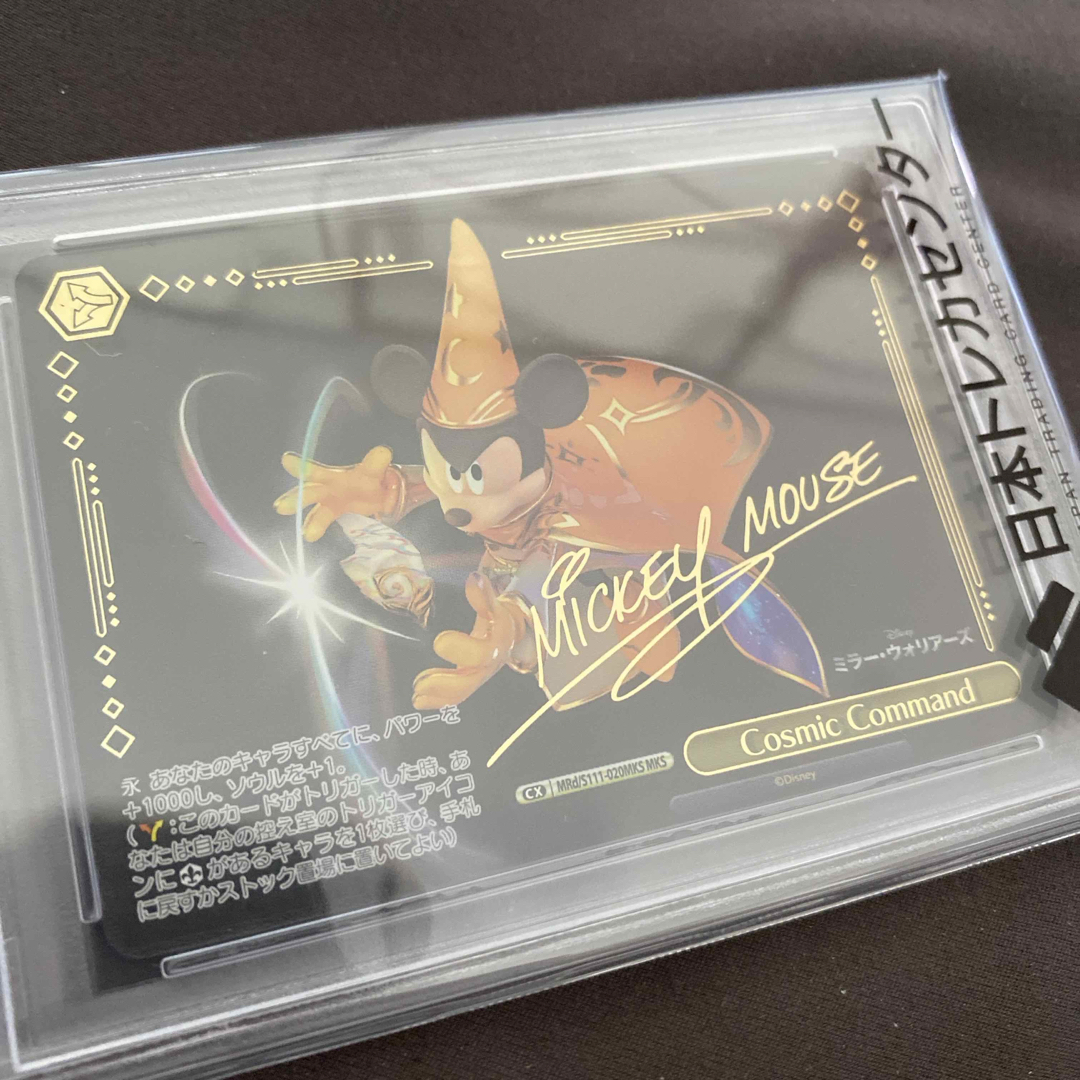 日本トレカセンター
PAN TRADING CARD CENTER
MICKEY MOUSE
Disney
ミラー・ウォリアーズ
Cosmic Command
CX MRd/S111-020MKS MKS
©Disney
永 あなたのキャラすべてに、パワーを
+1000し、ソウルを+1。
(:このカードがトリガーした時、あ
なたは自分の控え室のトリガーアイコ
ンにがあるキャラを1枚選び、手札
に戻すかストック置場に置いてよい)